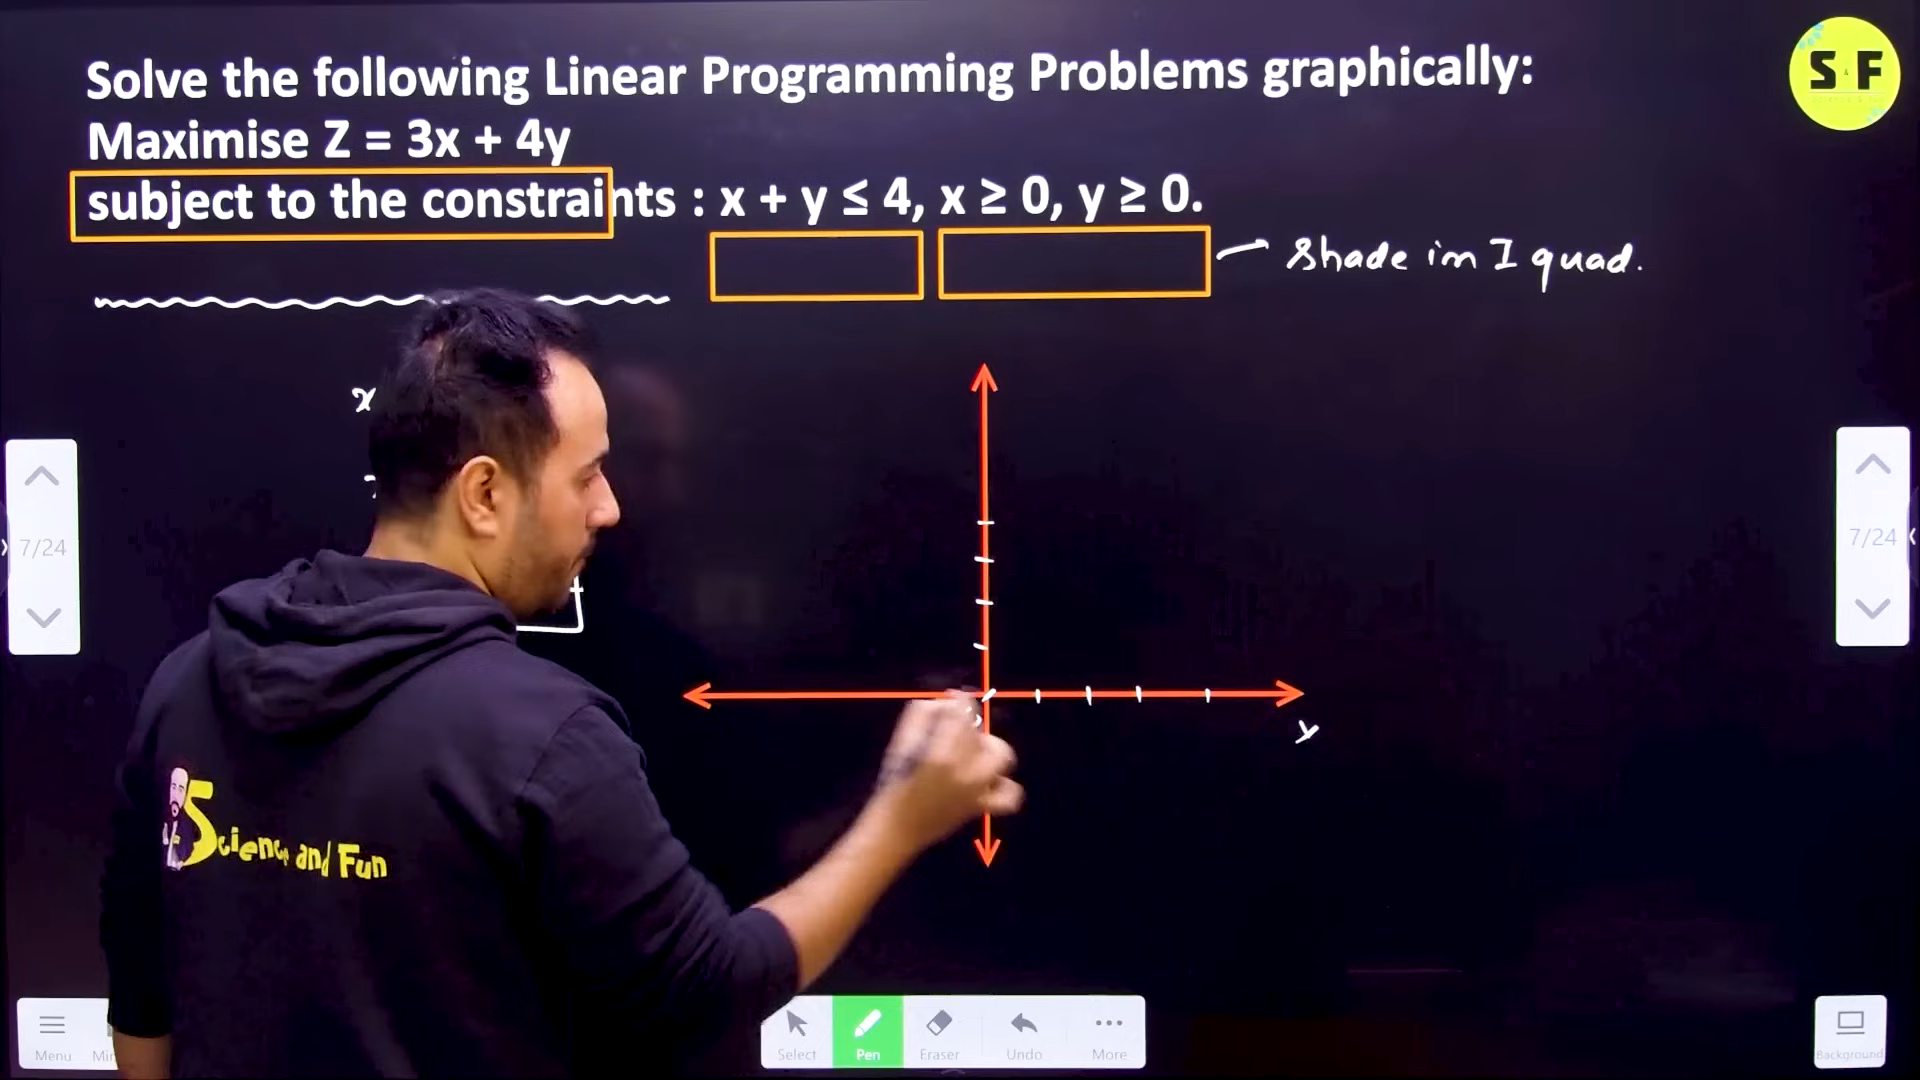 Solve the following Linear Programming Problems graphically:
Maximise Z = 3x + 4y
subject to the constraints : x + y ≤ 4, x ≥ 0, y ≥ 0.
Shade in I quad.
S&F
x
7/24
7/24
x
Science and Fun
Menu
Select
Pen
Eraser
Undo
More
Background